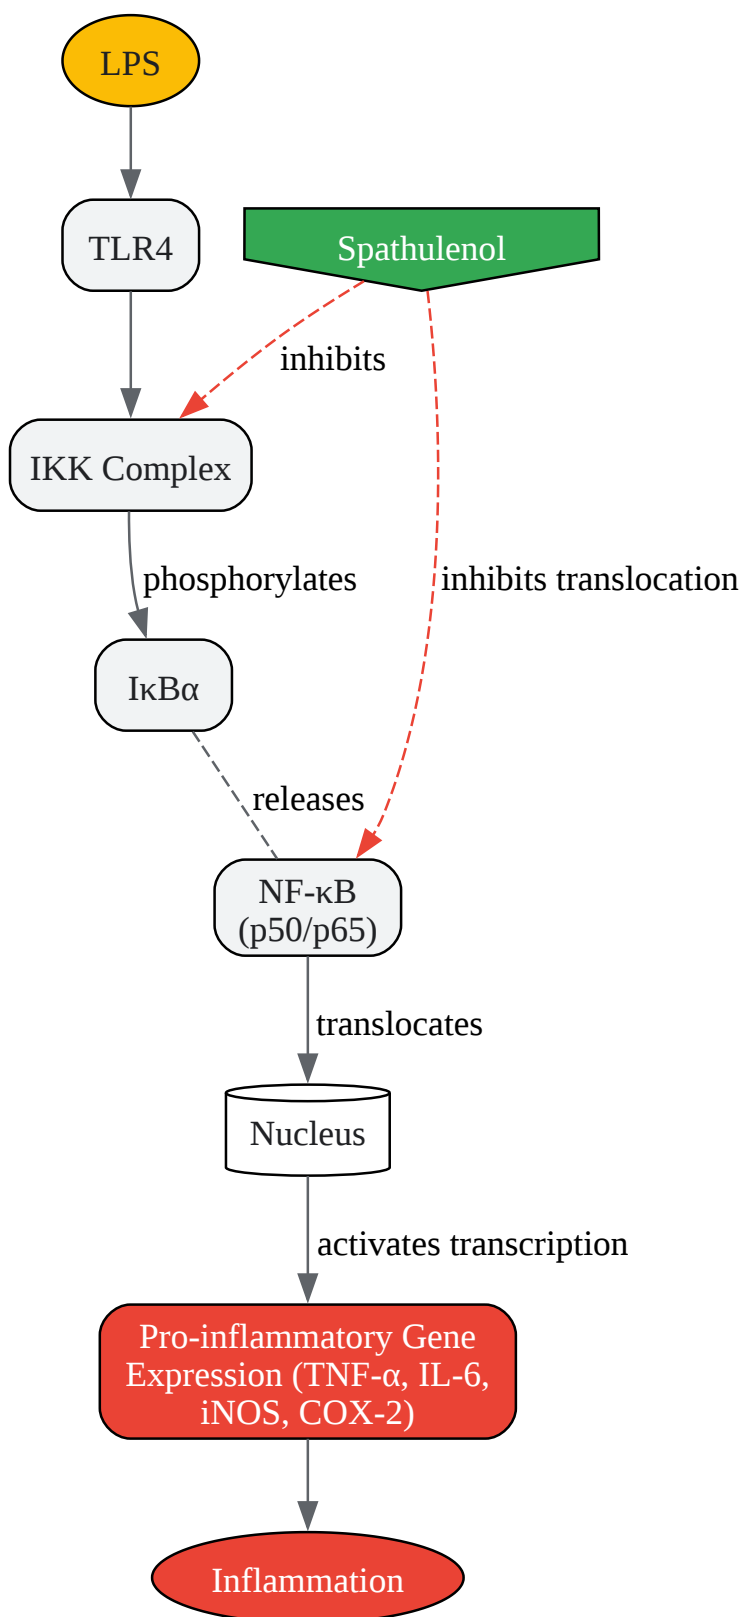 LPS
TLR4
Spathulenol
inhibits
IKK Complex
phosphorylates
inhibits translocation
IκBα
releases
NF-κB
(p50/p65)
translocates
Nucleus
activates transcription
Pro-inflammatory Gene
Expression (TNF-α, IL-6,
iNOS, COX-2)
Inflammation